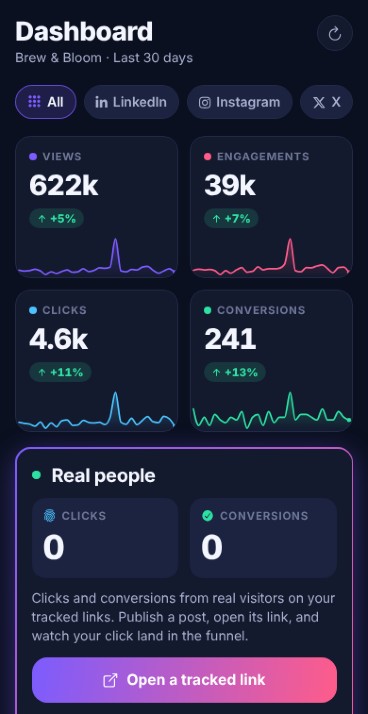 Dashboard
Brew & Bloom · Last 30 days
All
LinkedIn
Instagram
X
VIEWS
622k
↑ +5%
ENGAGEMENTS
39k
↑ +7%
CLICKS
4.6k
↑ +11%
CONVERSIONS
241
↑ +13%
Real people
CLICKS
0
CONVERSIONS
0
Clicks and conversions from real visitors on your
tracked links. Publish a post, open its link, and
watch your click land in the funnel.
Open a tracked link